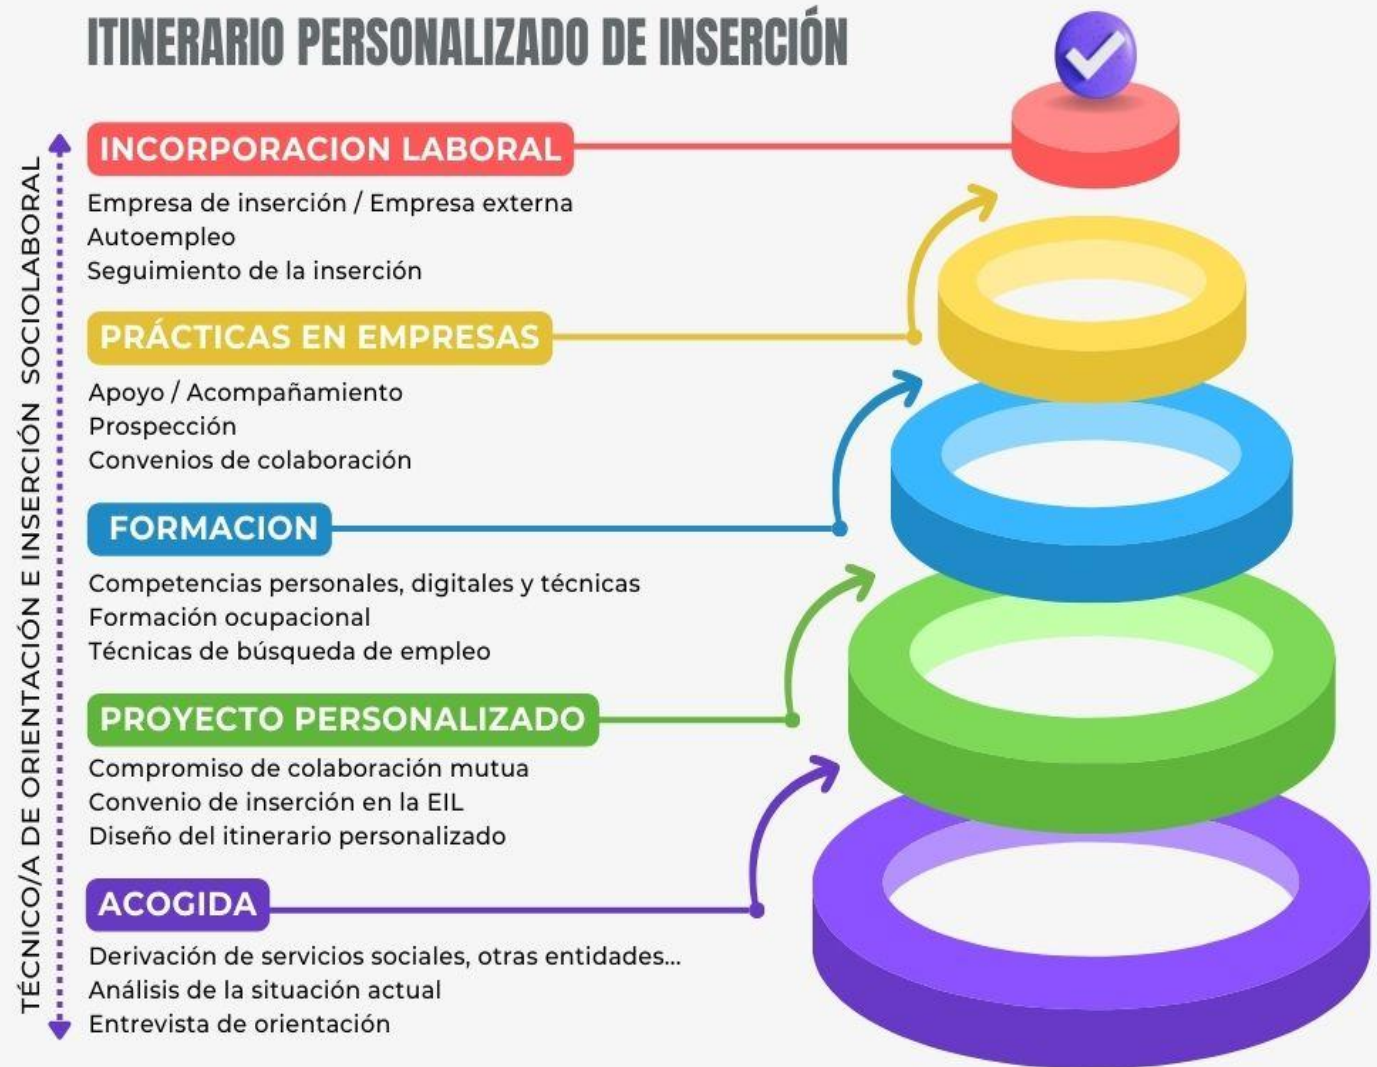 ITINERARIO PERSONALIZADO DE INSERCIÓN
TÉCNICO/A DE ORIENTACIÓN E INSERCIÓN SOCIOLABORAL
INCORPORACION LABORAL
Empresa de inserción / Empresa externa
Autoempleo
Seguimiento de la inserción
PRÁCTICAS EN EMPRESAS
Apoyo / Acompañamiento
Prospección
Convenios de colaboración
FORMACION
Competencias personales, digitales y técnicas
Formación ocupacional
Técnicas de búsqueda de empleo
PROYECTO PERSONALIZADO
Compromiso de colaboración mutua
Convenio de inserción en la EIL
Diseño del itinerario personalizado
ACOGIDA
Derivación de servicios sociales, otras entidades...
Análisis de la situación actual
Entrevista de orientación